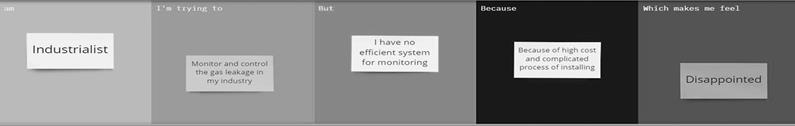 am
Industrialist
I'm trying to
Monitor and control
the gas leakage in
my industry
But
I have no
efficient system
for monitoring
Because
Because of high cost
and complicated
process of installing
Which makes me feel
Disappointed